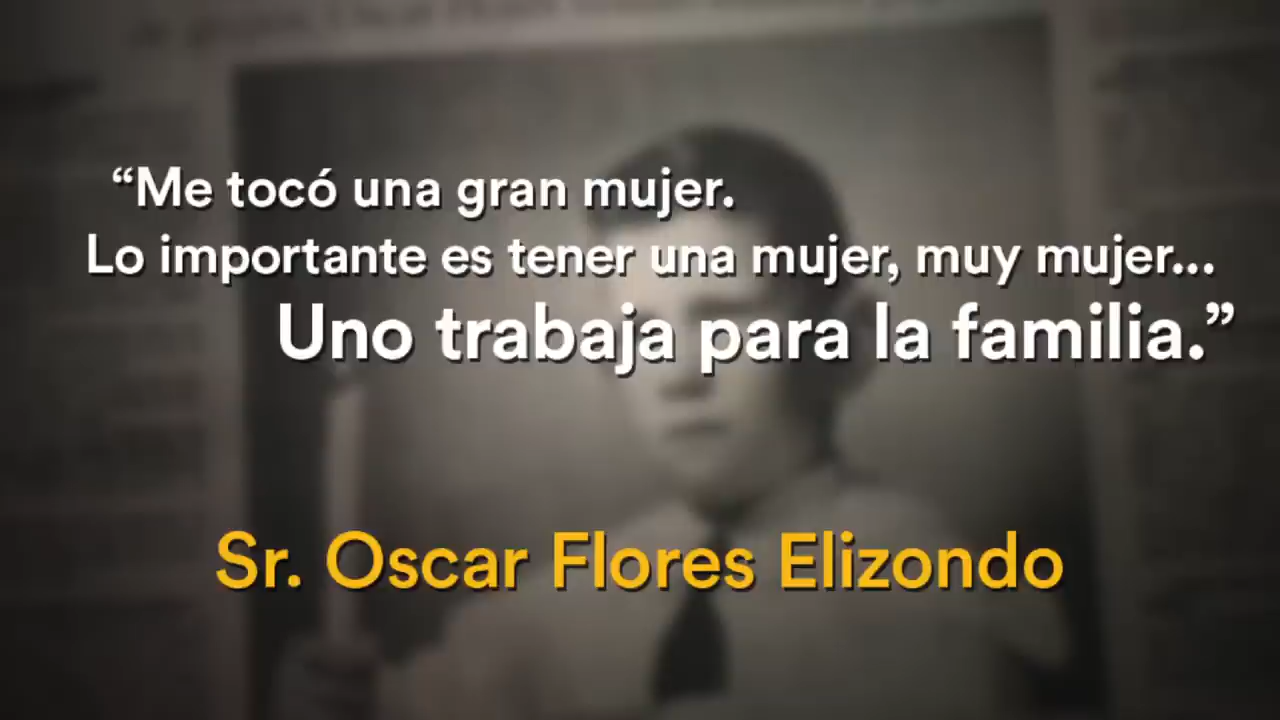 “Me tocó una gran mujer.
Lo importante es tener una mujer, muy mujer...
Uno trabaja para la familia.”
Sr. Oscar Flores Elizondo